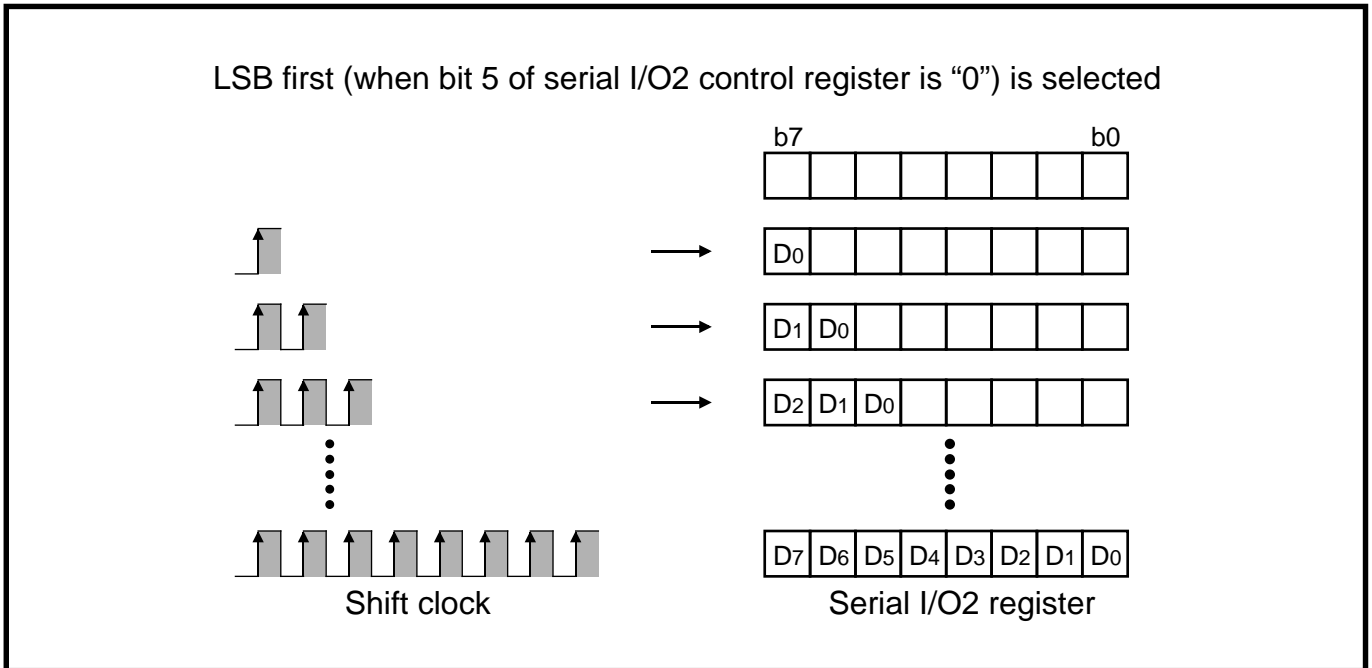 LSB first (when bit 5 of serial I/O2 control register is “0”) is selected
b7 b0
D0
D1 D0
D2 D1 D0
D7 D6 D5 D4 D3 D2 D1 D0
Shift clock Serial I/O2 register